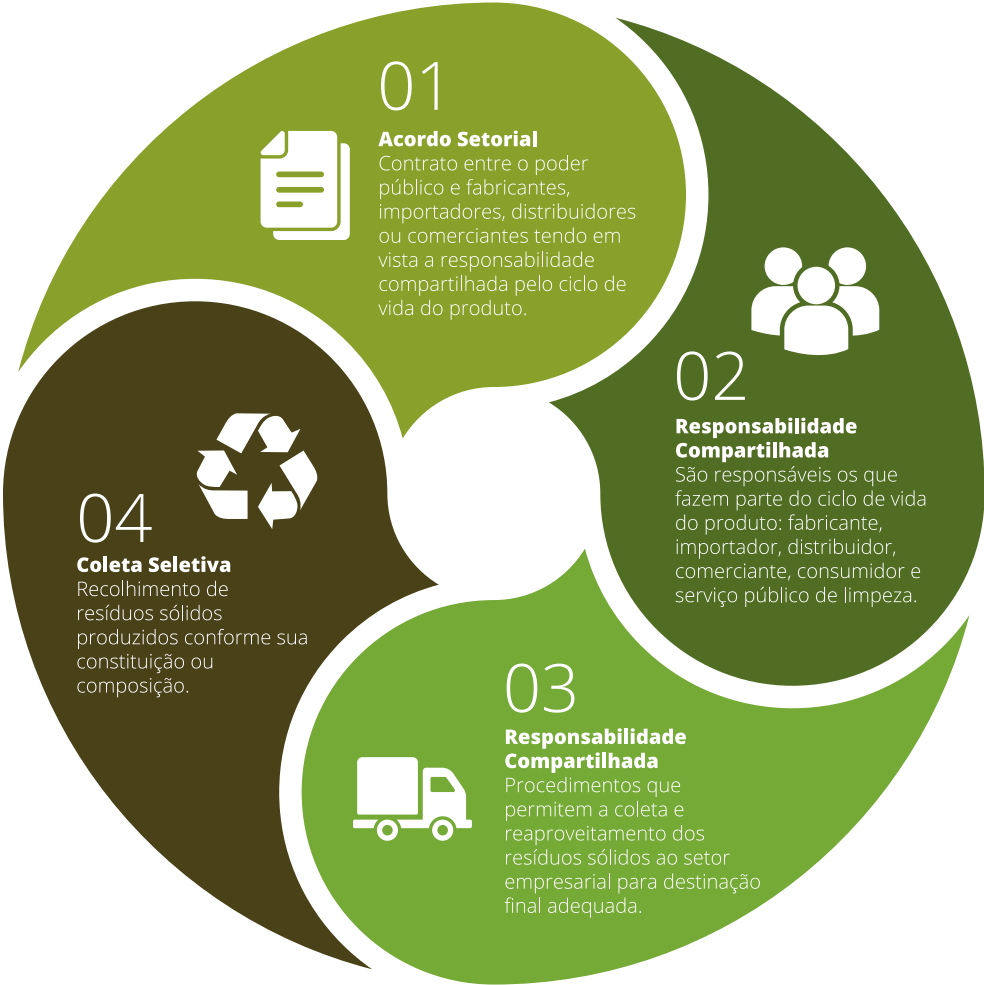 01
Acordo Setorial
Contrato entre o poder
público e fabricantes,
importadores, distribuidores
ou comerciantes tendo em
vista a responsabilidade
compartilhada pelo ciclo de
vida do produto.
02
Responsabilidade
Compartilhada
São responsáveis os que
fazem parte do ciclo de vida
do produto: fabricante,
importador, distribuidor,
comerciante, consumidor e
serviço público de limpeza.
03
Responsabilidade
Compartilhada
Procedimentos que
permitem a coleta e
reaproveitamento dos
resíduos sólidos ao setor
empresarial para destinação
final adequada.
04
Coleta Seletiva
Recolhimento de
resíduos sólidos
produzidos conforme sua
constituição ou
composição.